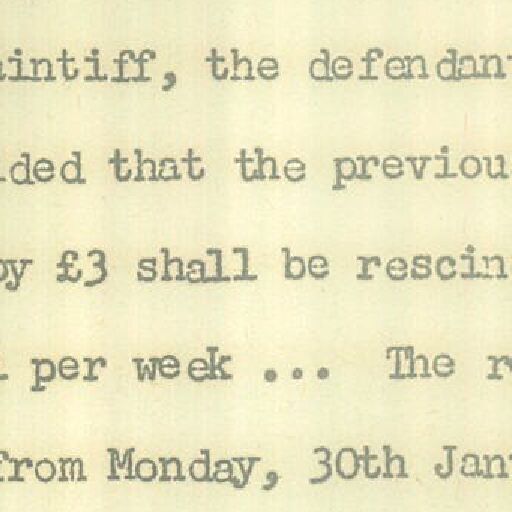 aintiff, the defendant
ided that the previou
by £3 shall be rescin
per week ... The re
from Monday, 30th Jan